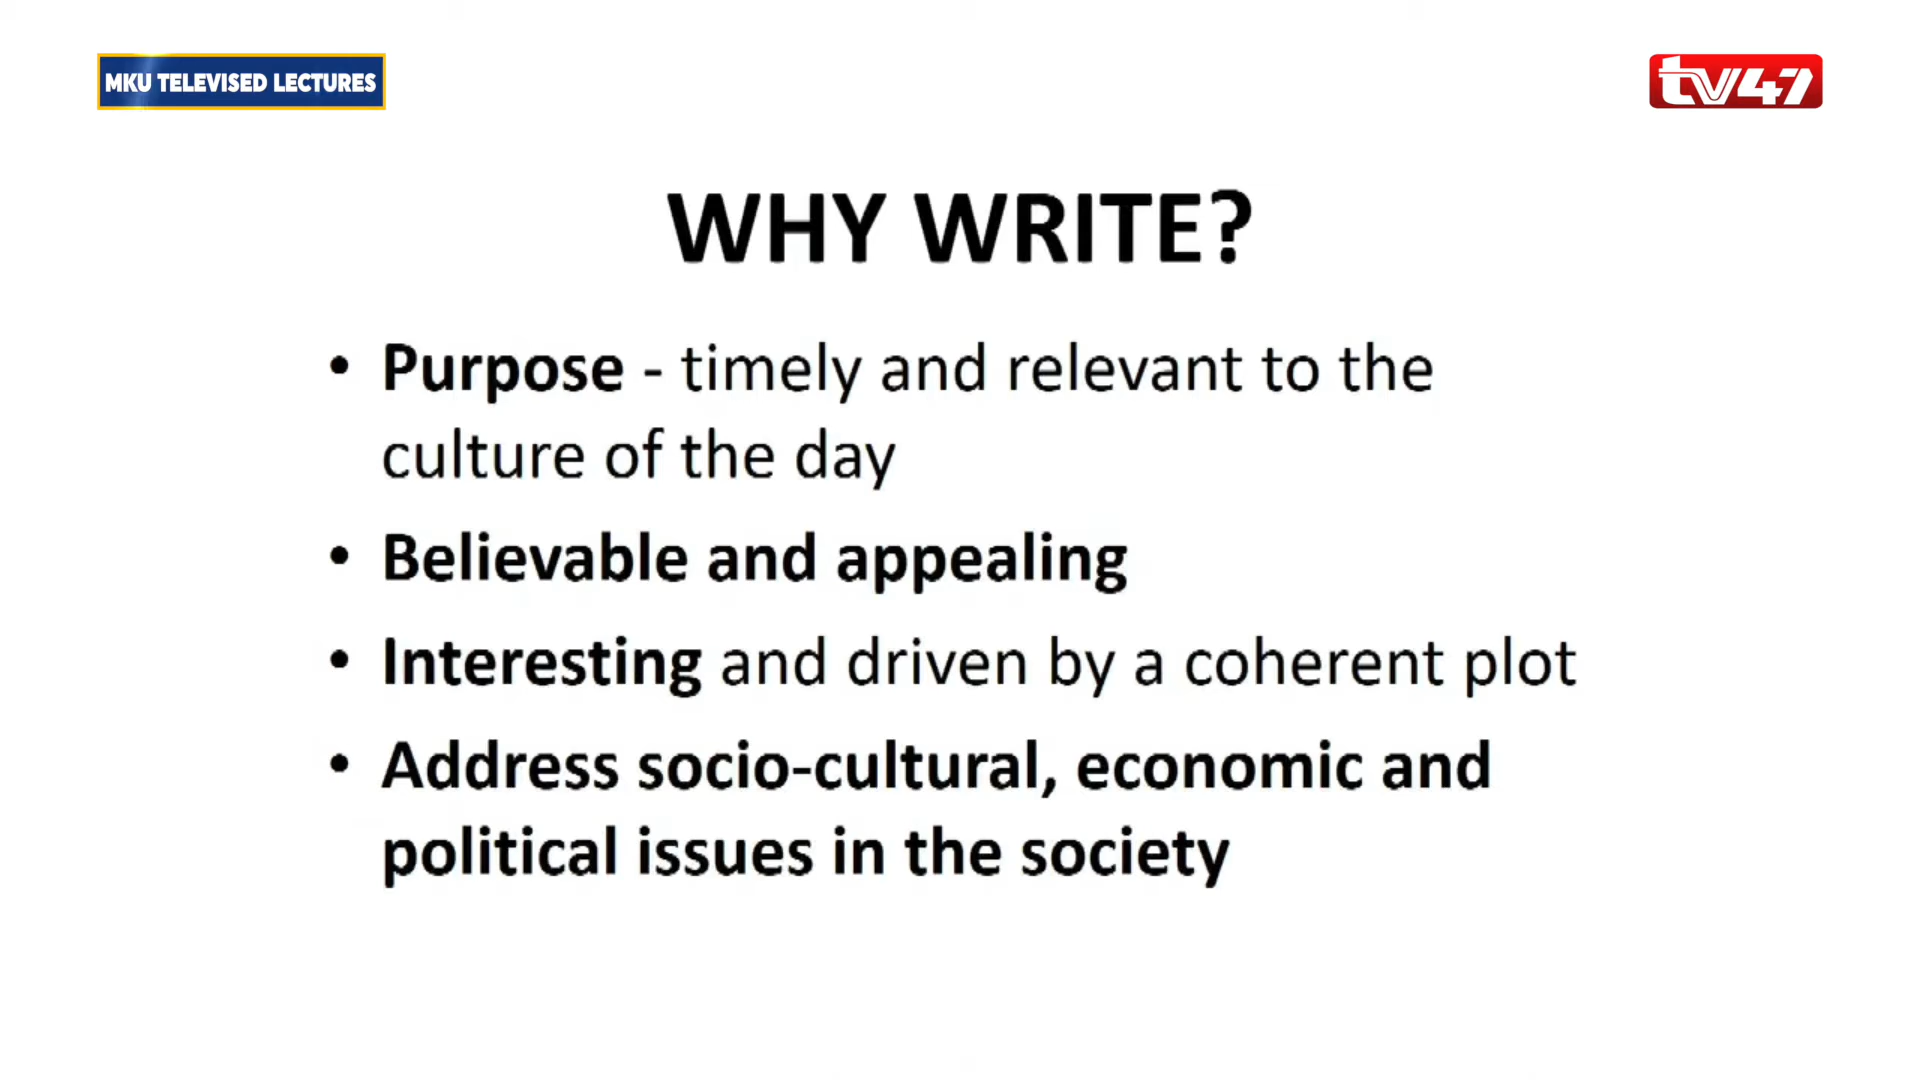 MKU TELEVISED LECTURES
tv47
WHY WRITE?
• Purpose - timely and relevant to the
culture of the day
• Believable and appealing
• Interesting and driven by a coherent plot
• Address socio-cultural, economic and
political issues in the society